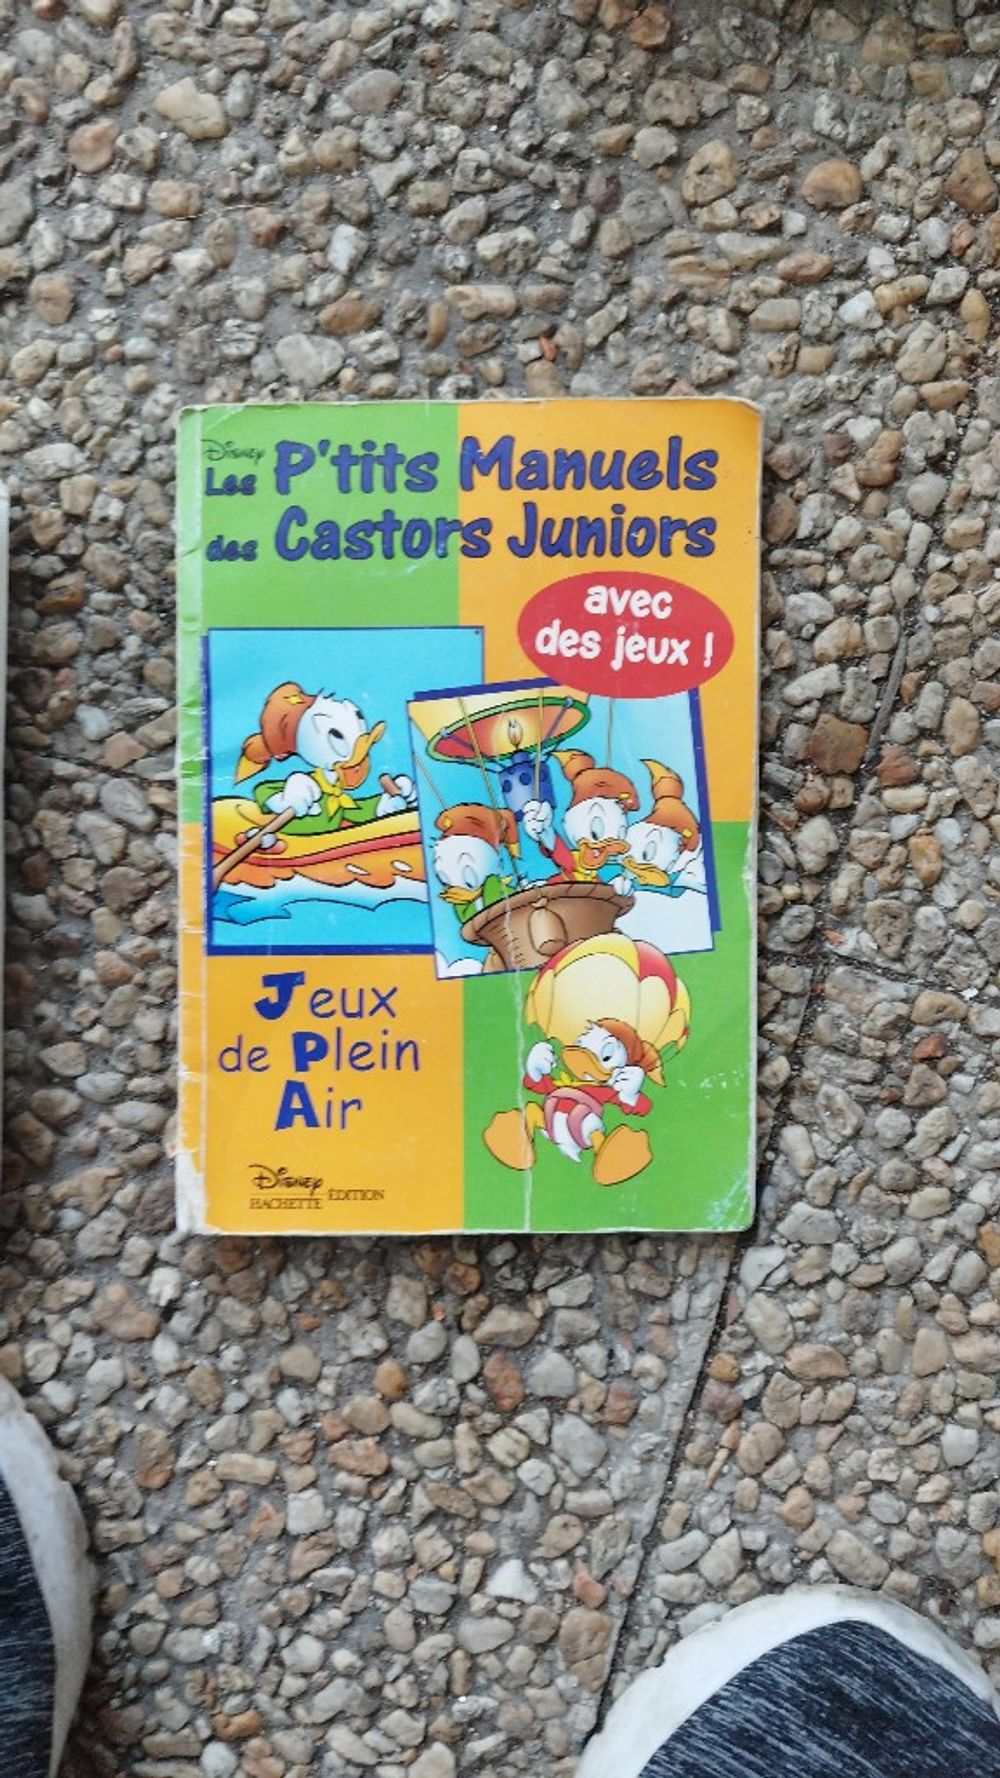 Disney
Les P'tits Manuels
des Castors Juniors
avec
des jeux !
Jeux
de Plein
Air
Disney
HACHETTE ÉDITION